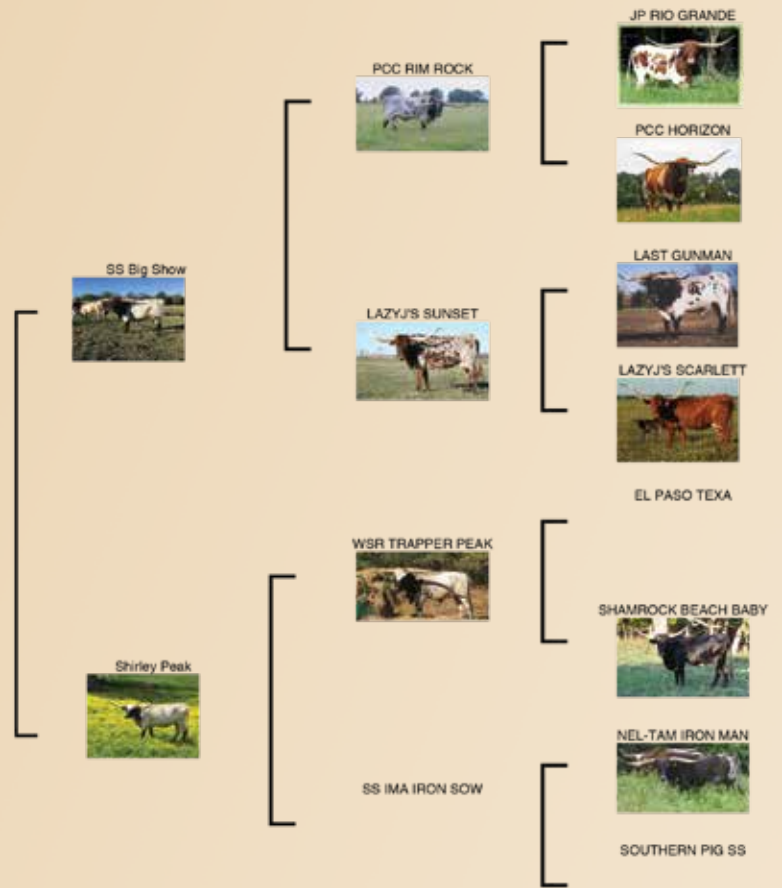 JP RIO GRANDE
PCC RIM ROCK
PCC HORIZON
SS Big Show
LAST GUNMAN
LAZYJ'S SUNSET
LAZYJ'S SCARLETT
EL PASO TEXA
WSR TRAPPER PEAK
SHAMROCK BEACH BABY
Shirley Peak
NEL-TAM IRON MAN
SS IMA IRON SOW
SOUTHERN PIG SS